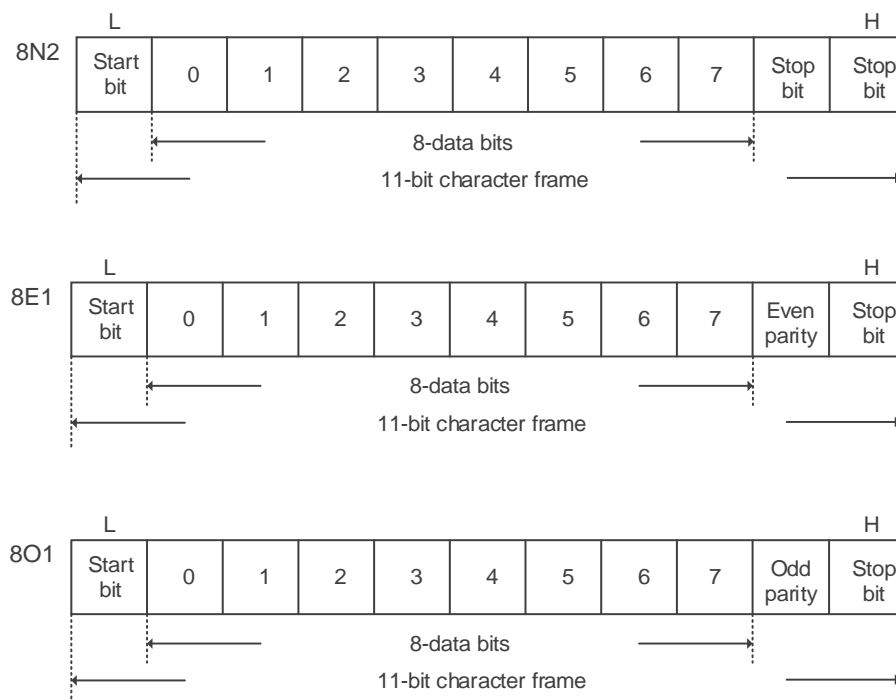 L H
8N2 Start bit 0 1 2 3 4 5 6 7 Stop bit Stop bit
8-data bits
11-bit character frame
L H
8E1 Start bit 0 1 2 3 4 5 6 7 Even parity Stop bit
8-data bits
11-bit character frame
L H
8O1 Start bit 0 1 2 3 4 5 6 7 Odd parity Stop bit
8-data bits
11-bit character frame